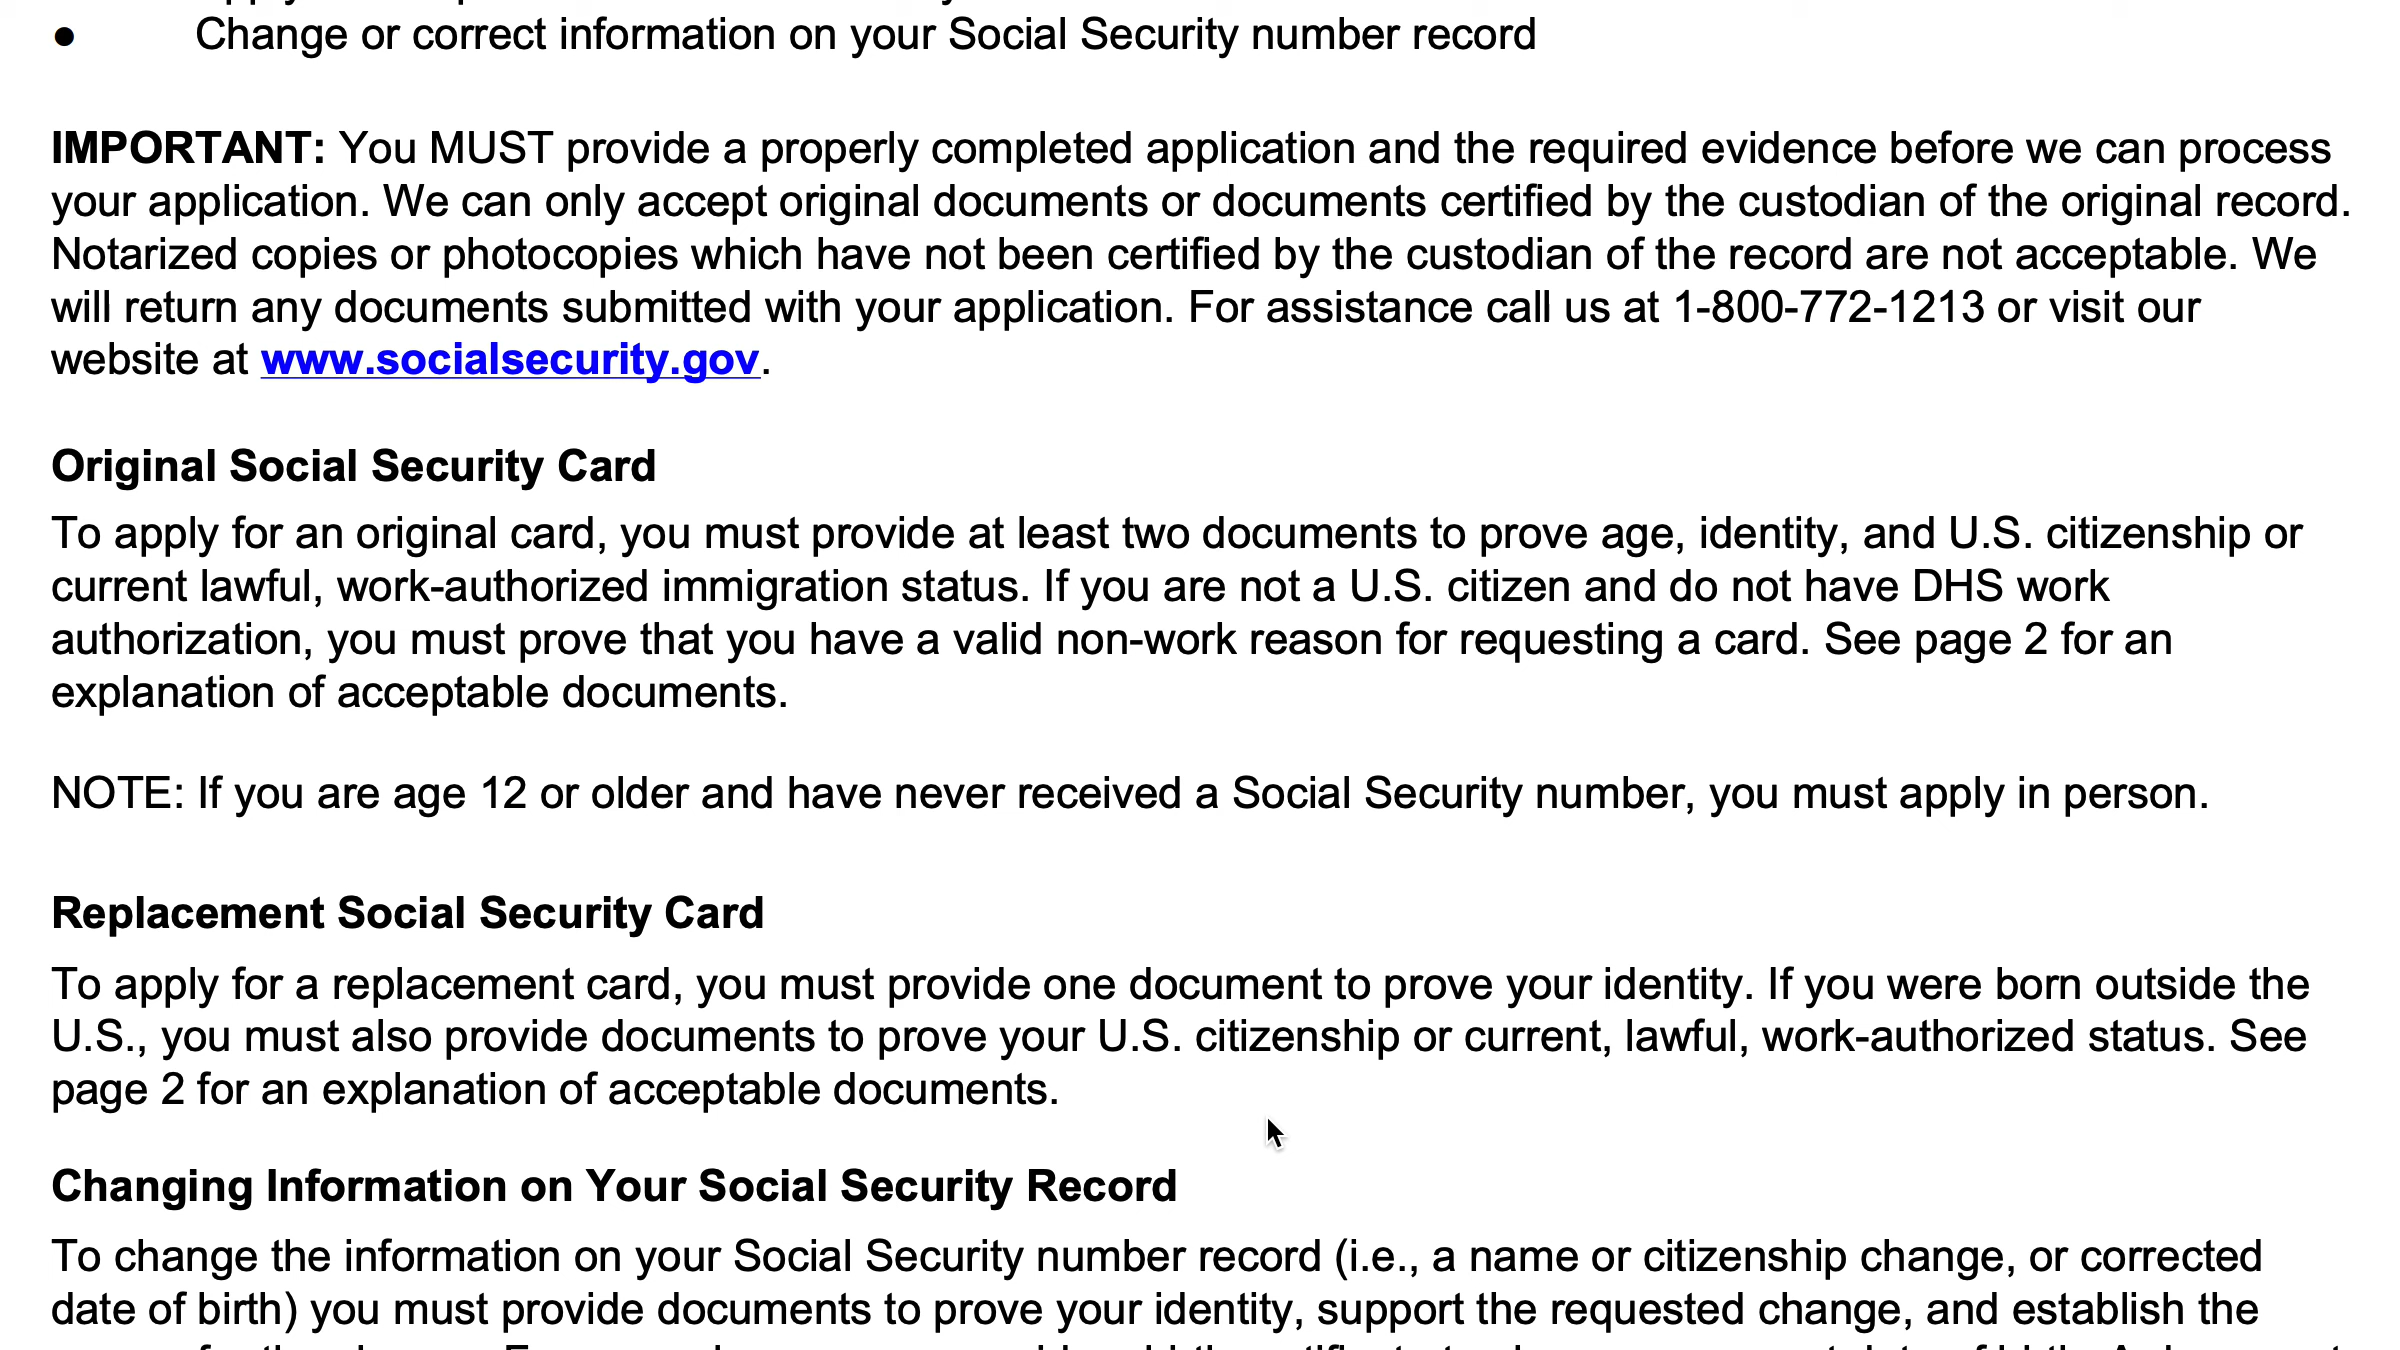 ● Change or correct information on your Social Security number record
IMPORTANT: You MUST provide a properly completed application and the required evidence before we can process
your application. We can only accept original documents or documents certified by the custodian of the original record.
Notarized copies or photocopies which have not been certified by the custodian of the record are not acceptable. We
will return any documents submitted with your application. For assistance call us at 1-800-772-1213 or visit our
website at www.socialsecurity.gov.
Original Social Security Card
To apply for an original card, you must provide at least two documents to prove age, identity, and U.S. citizenship or
current lawful, work-authorized immigration status. If you are not a U.S. citizen and do not have DHS work
authorization, you must prove that you have a valid non-work reason for requesting a card. See page 2 for an
explanation of acceptable documents.
NOTE: If you are age 12 or older and have never received a Social Security number, you must apply in person.
Replacement Social Security Card
To apply for a replacement card, you must provide one document to prove your identity. If you were born outside the
U.S., you must also provide documents to prove your U.S. citizenship or current, lawful, work-authorized status. See
page 2 for an explanation of acceptable documents.
Changing Information on Your Social Security Record
To change the information on your Social Security number record (i.e., a name or citizenship change, or corrected
date of birth) you must provide documents to prove your identity, support the requested change, and establish the